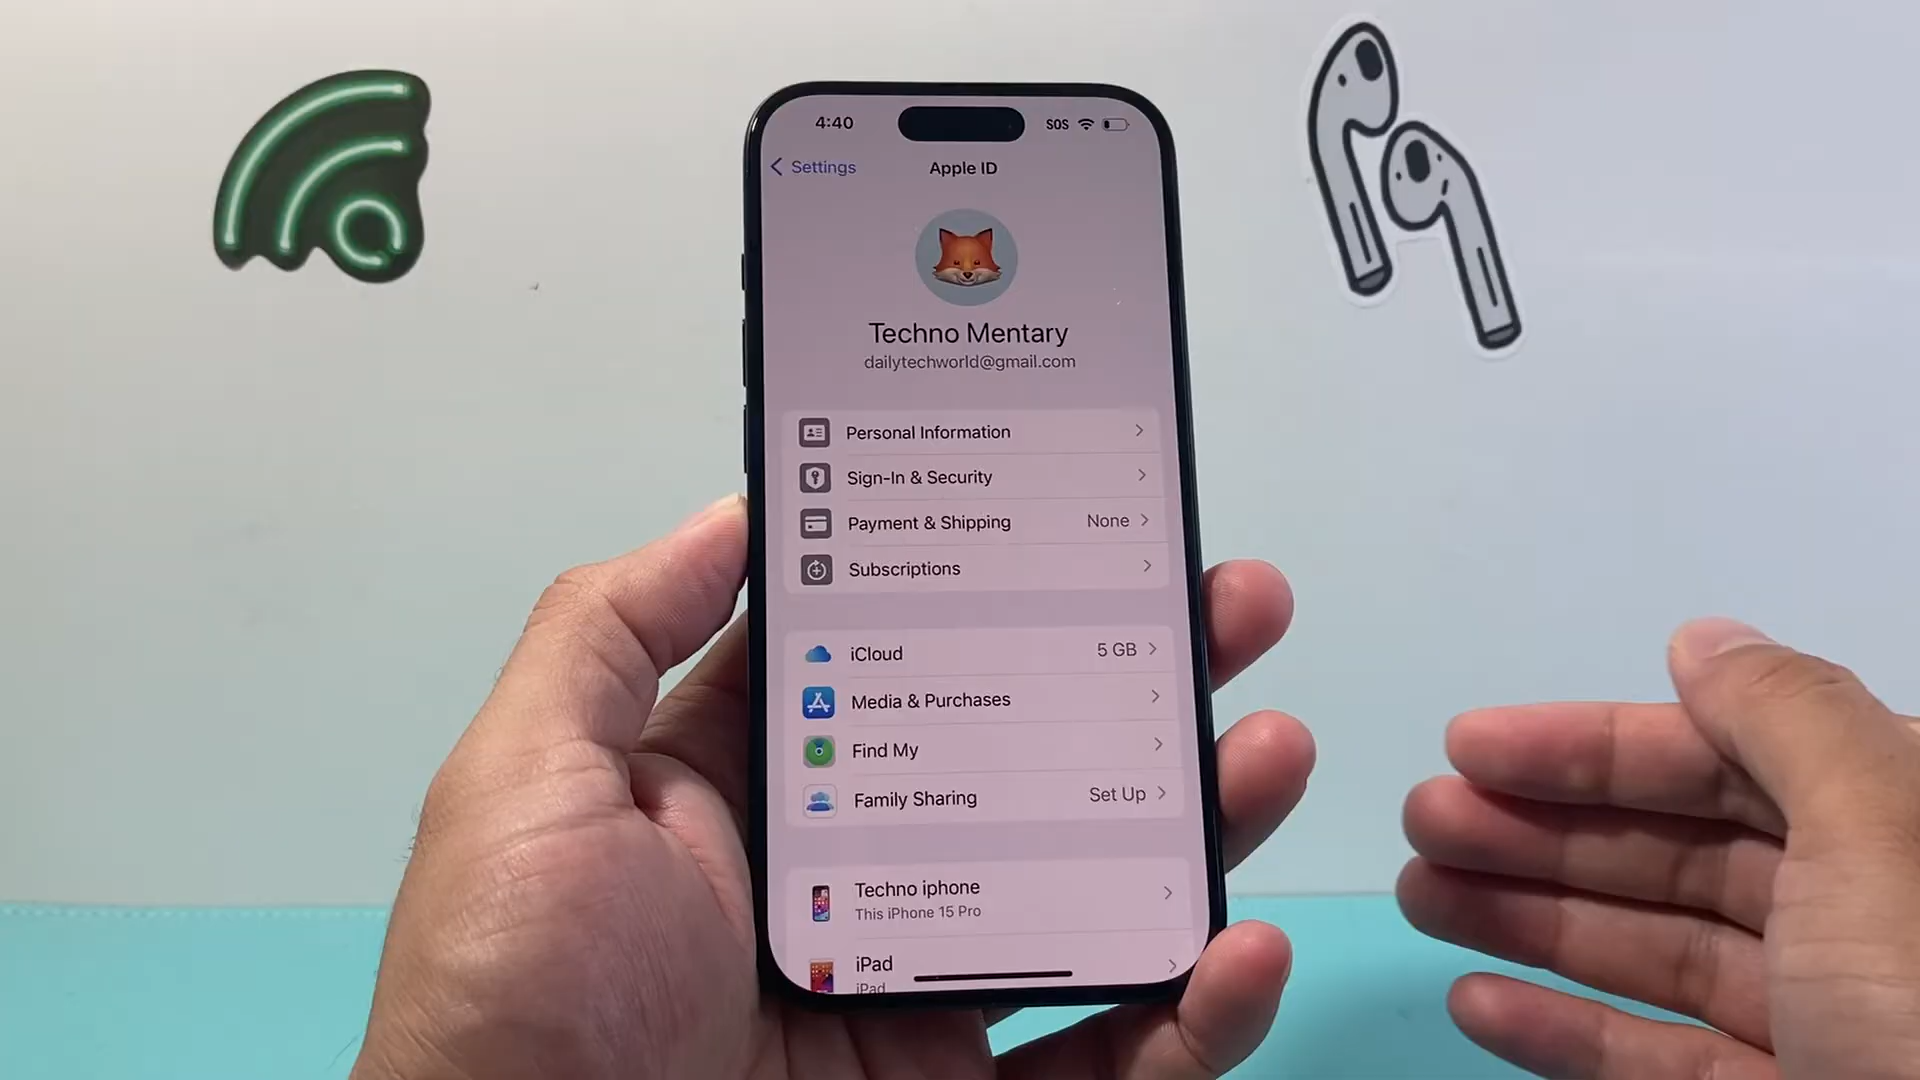 4:40
SOS
Settings
Apple ID
Techno Mentary
dailytechworld@gmail.com
Personal Information
Sign-In & Security
Payment & Shipping None
Subscriptions
iCloud 5 GB
Media & Purchases
Find My
Family Sharing Set Up
Techno iphone
This iPhone 15 Pro
iPad
iPad